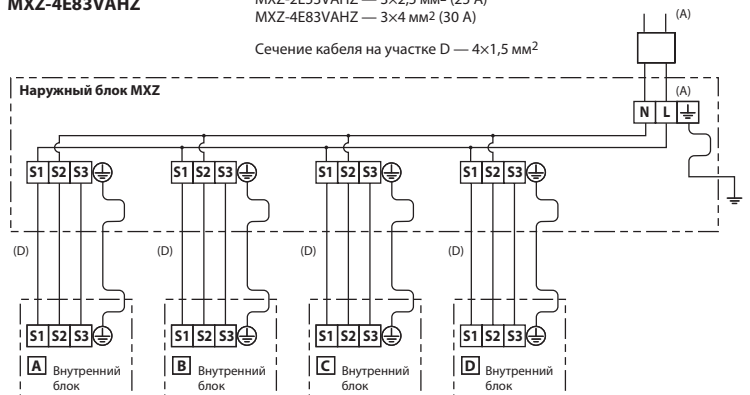 MXZ-4E83VAHZ
MXZ-2E53VAHZ — 3×2,5 мм2 (25 А)
MXZ-4E83VAHZ — 3×4 мм2 (30 А)
Сечение кабеля на участке D — 4×1,5 мм2
(A)
Наружный блок MXZ
(A)
N L
S1 S2 S3
S1 S2 S3
S1 S2 S3
S1 S2 S3
(D)
(D)
(D)
(D)
S1 S2 S3
S1 S2 S3
S1 S2 S3
S1 S2 S3
A Внутренний
блок
B Внутренний
блок
C Внутренний
блок
D Внутренний
блок